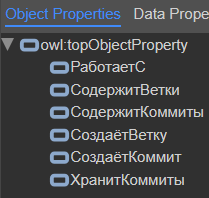 Object Properties Data Prope
owl:topObjectProperty
РаботаетС
СодержитВетки
СодержитКоммиты
СоздаётВетку
СоздаётКоммит
ХранитКоммиты